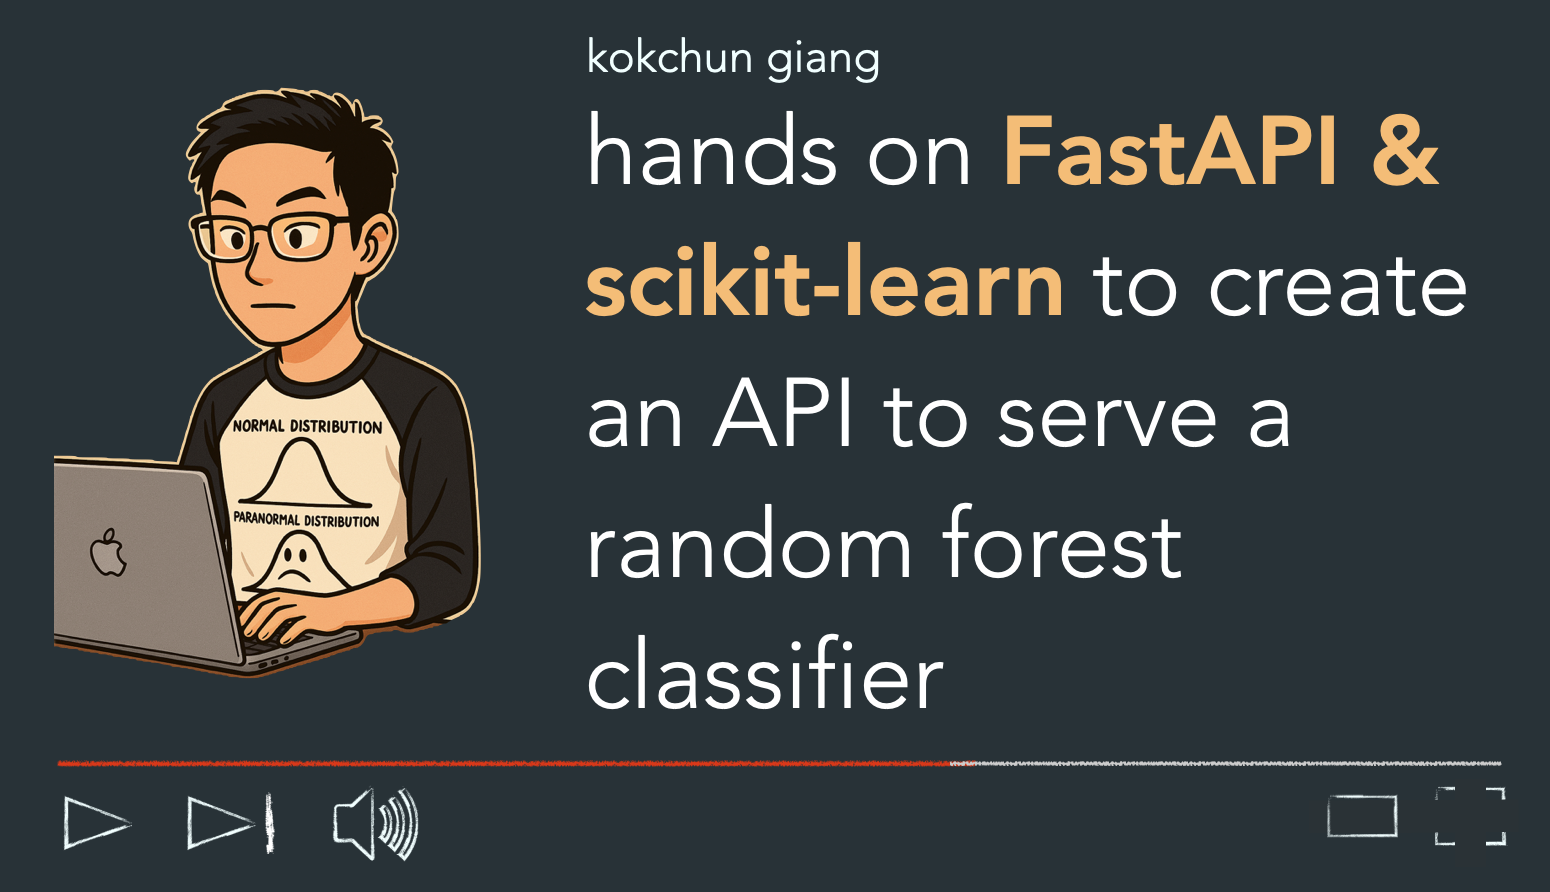 kokchun giang
hands on FastAPI &
scikit-learn to create
an API to serve a
random forest
classifier
NORMAL DISTRIBUTION
PARANORMAL DISTRIBUTION